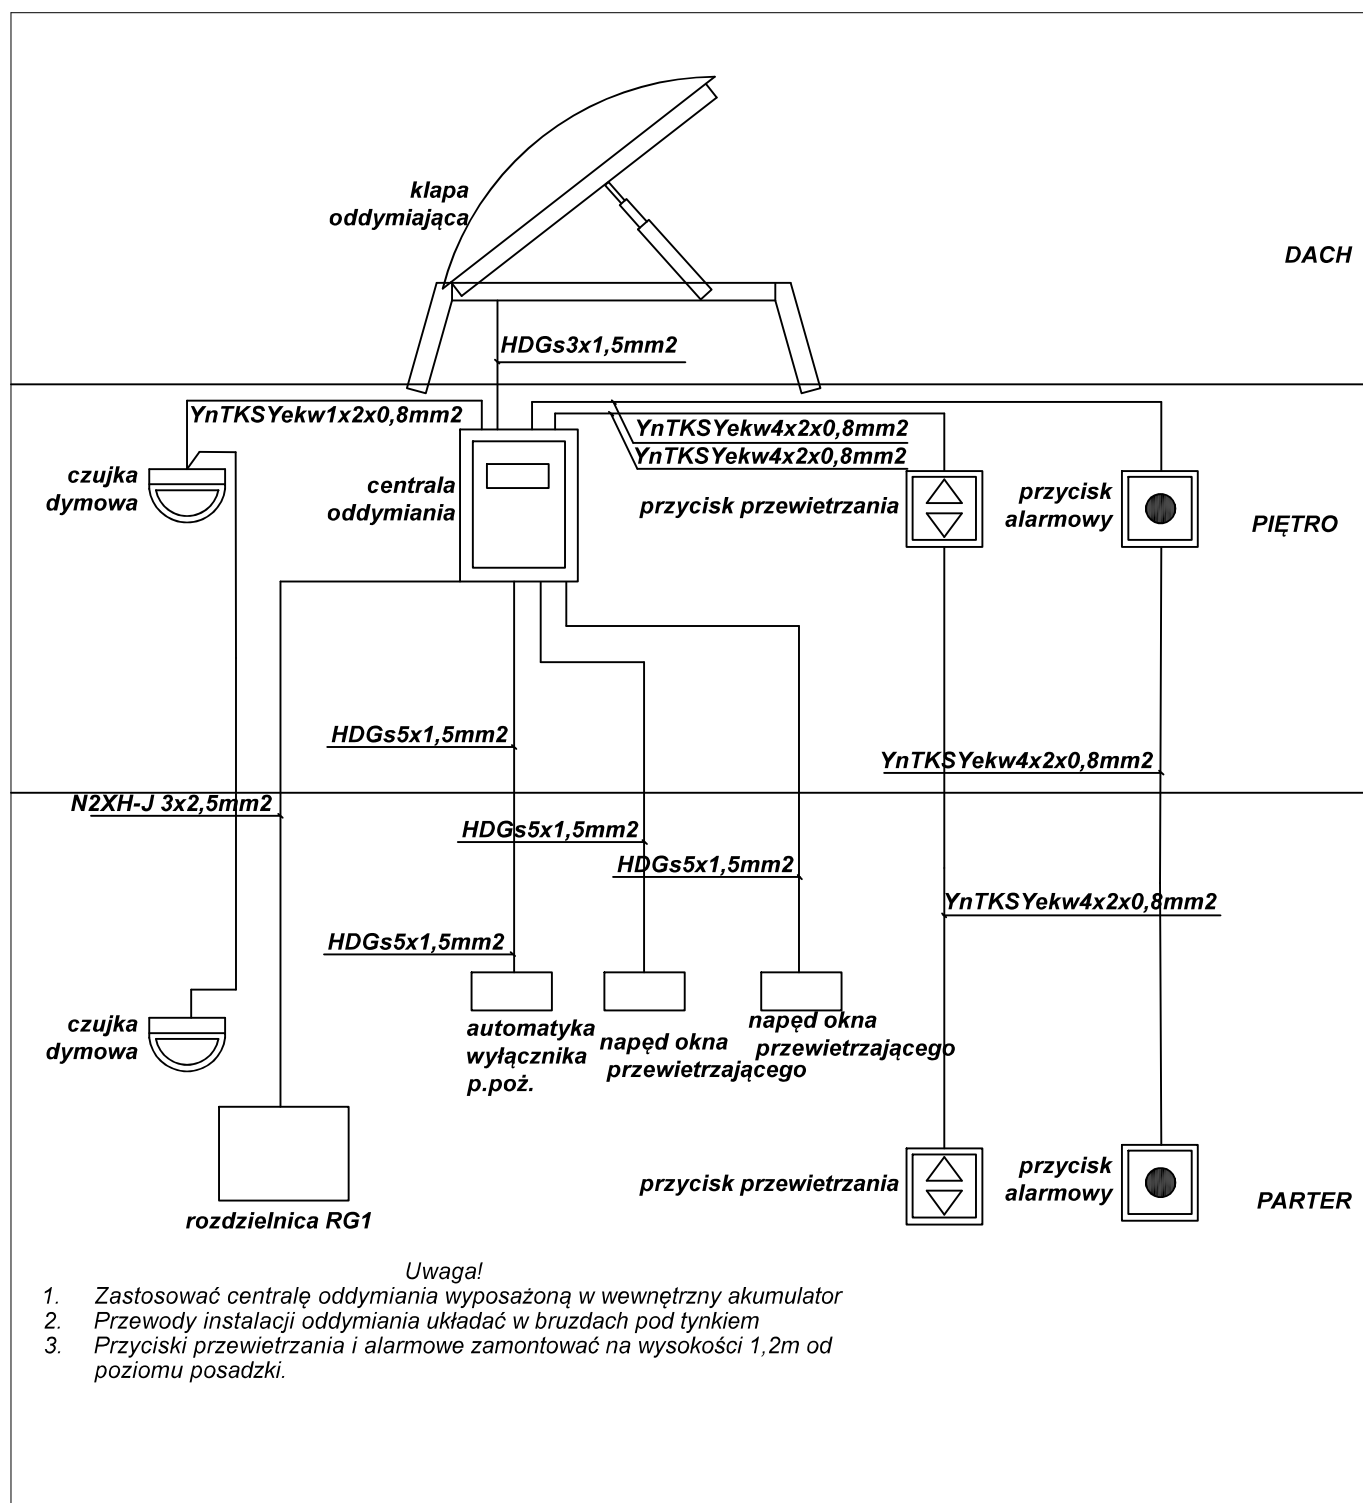 klapa
oddymiająca
DACH
HDGs3x1,5mm2
YnTKSYekw1x2x0,8mm2
YnTKSYekw4x2x0,8mm2
YnTKSYekw4x2x0,8mm2
czujka
dymowa
centrala
oddymiania
przycisk przewietrzania
przycisk
alarmowy
PIĘTRO
HDGs5x1,5mm2
YnTKSYekw4x2x0,8mm2
N2XH-J 3x2,5mm2
HDGs5x1,5mm2
HDGs5x1,5mm2
YnTKSYekw4x2x0,8mm2
HDGs5x1,5mm2
czujka
dymowa
automatyka
wyłącznika
p.poż.
napęd okna
przewietrzającego
napęd okna
przewietrzającego
przycisk przewietrzania
przycisk
alarmowy
PARTER
rozdzielnica RG1
Uwaga!
1. Zastosować centralę oddymiania wyposażoną w wewnętrzny akumulator
2. Przewody instalacji oddymiania układać w bruzdach pod tynkiem
3. Przyciski przewietrzania i alarmowe zamontować na wysokości 1,2m od
poziomu posadzki.